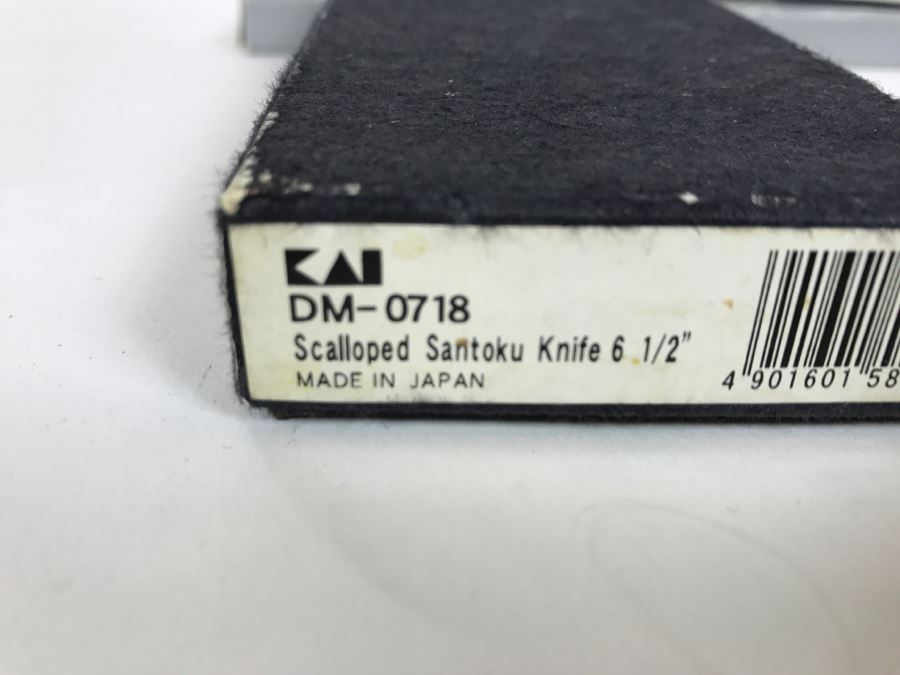 KAI
DM-0718
Scalloped Santoku Knife 6 1/2"
MADE IN JAPAN
4 901601 58